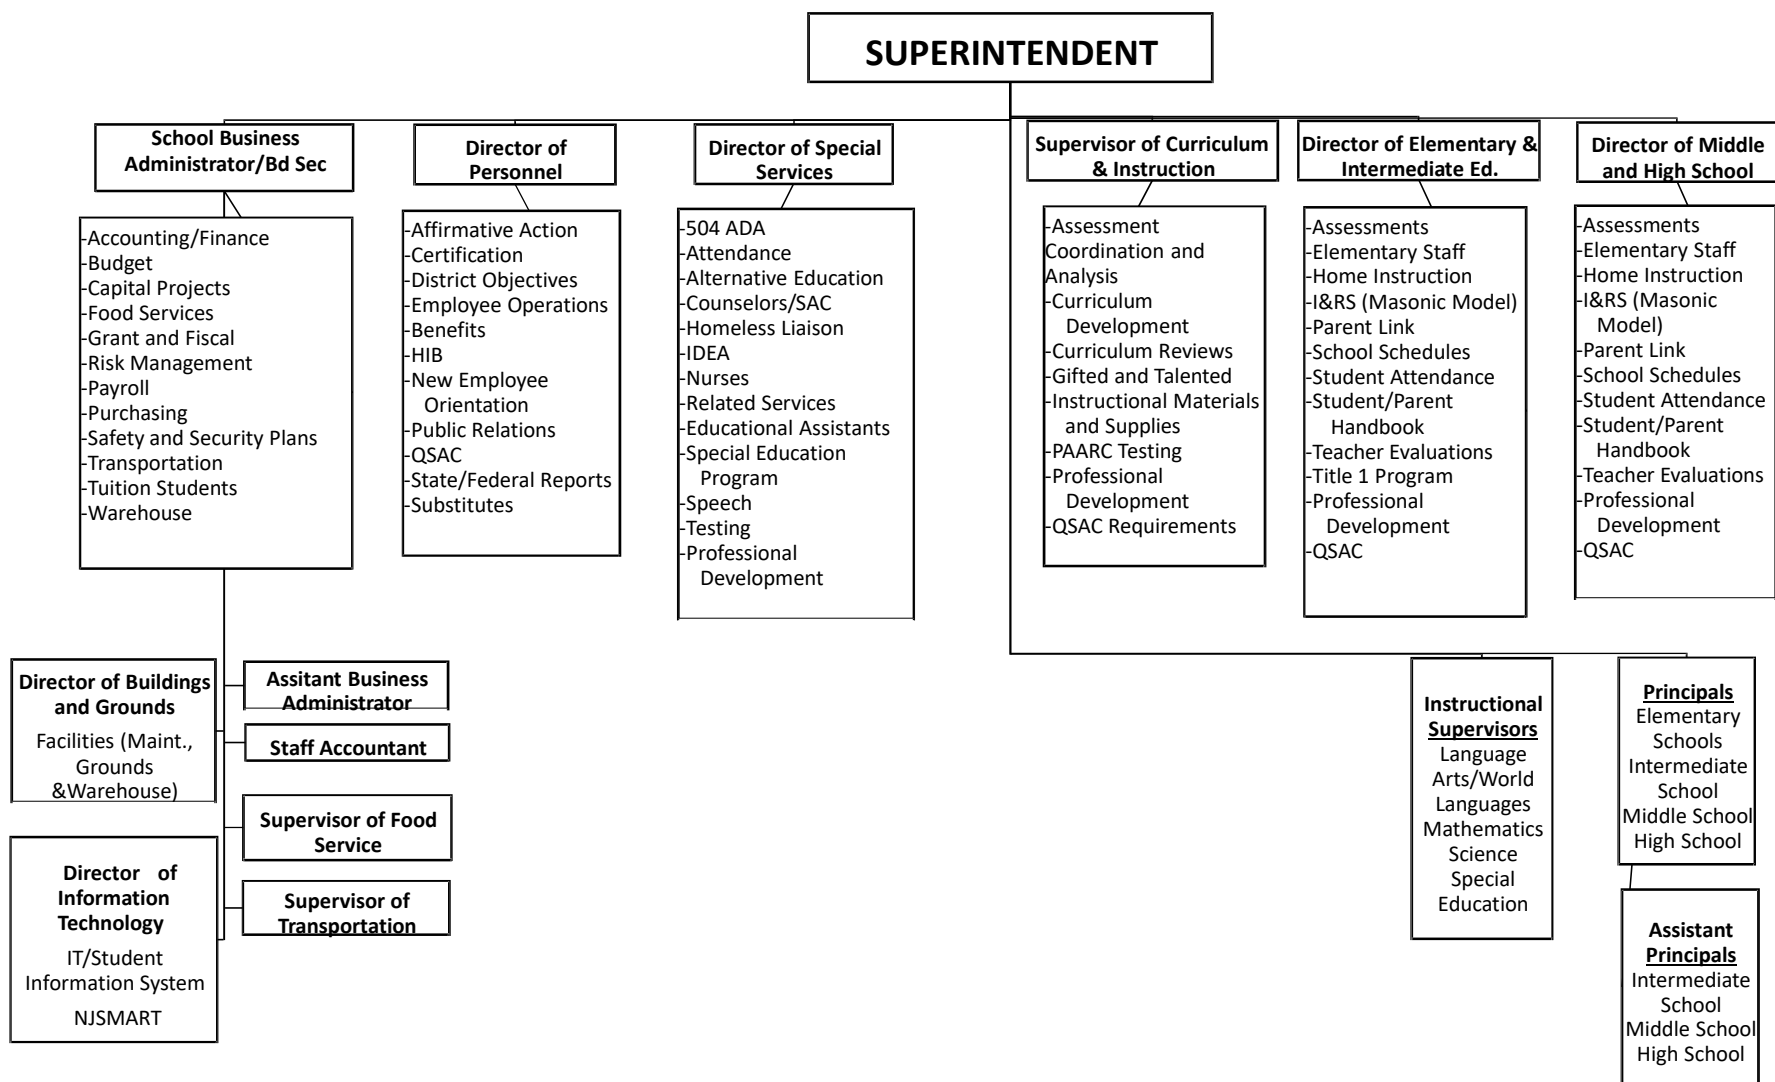 SUPERINTENDENT
School Business
Administrator/Bd Sec
-Accounting/Finance
-Budget
-Capital Projects
-Food Services
-Grant and Fiscal
-Risk Management
-Payroll
-Purchasing
-Safety and Security Plans
-Transportation
-Tuition Students
-Warehouse
Director of
Personnel
-Affirmative Action
-Certification
-District Objectives
-Employee Operations
-Benefits
-HIB
-New Employee
Orientation
-Public Relations
-QSAC
-State/Federal Reports
-Substitutes
Director of Special
Services
-504 ADA
-Attendance
-Alternative Education
-Counselors/SAC
-Homeless Liaison
-IDEA
-Nurses
-Related Services
-Educational Assistants
-Special Education
Program
-Speech
-Testing
-Professional
Development
Supervisor of Curriculum
& Instruction
-Assessment
Coordination and
Analysis
-Curriculum
Development
-Curriculum Reviews
-Gifted and Talented
-Instructional Materials
and Supplies
-PAARC Testing
-Professional
Development
-QSAC Requirements
Director of Elementary &
Intermediate Ed.
-Assessments
-Elementary Staff
-Home Instruction
-I&RS (Masonic Model)
-Parent Link
-School Schedules
-Student Attendance
-Student/Parent
Handbook
-Teacher Evaluations
-Title 1 Program
-Professional
Development
-QSAC
Director of Middle
and High School
-Assessments
-Elementary Staff
-Home Instruction
-I&RS (Masonic
Model)
-Parent Link
-School Schedules
-Student Attendance
-Student/Parent
Handbook
-Teacher Evaluations
-Professional
Development
-QSAC
Director of Buildings
and Grounds
Facilities (Maint.,
Grounds
&Warehouse)
Director of
Information
Technology
IT/Student
Information System
NJSMART
Assitant Business
Administrator
Staff Accountant
Supervisor of Food
Service
Supervisor of
Transportation
Instructional
Supervisors
Language
Arts/World
Languages
Mathematics
Science
Special
Education
Principals
Elementary
Schools
Intermediate
School
Middle School
High School
Assistant
Principals
Intermediate
School
Middle School
High School